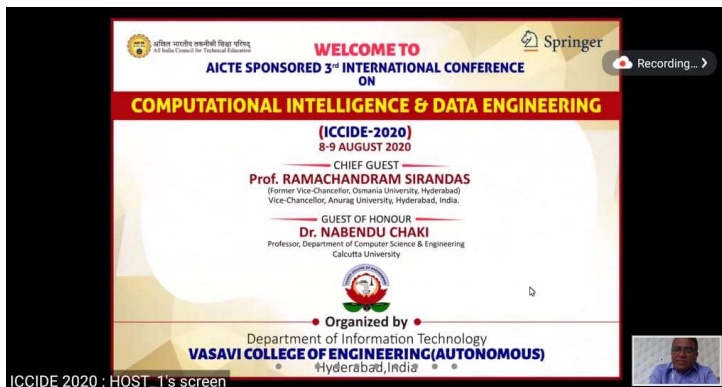 अखिल भारतीय तकनीकी शिक्षा परिषद्
All India Council for Technical Education
Springer
Recording...
WELCOME TO
AICTE SPONSORED 3rd INTERNATIONAL CONFERENCE
ON
COMPUTATIONAL INTELLIGENCE & DATA ENGINEERING
(ICCIDE-2020)
8-9 AUGUST 2020
CHIEF GUEST
Prof. RAMACHANDRAM SIRANDAS
(Former Vice-Chancellor, Osmania University, Hyderabad)
Vice-Chancellor, Anurag University, Hyderabad, India.
GUEST OF HONOUR
Dr. NABENDU CHAKI
Professor, Department of Computer Science & Engineering
Calcutta University
Organized by
Department of Information Technology
VASAVI COLLEGE OF ENGINEERING(AUTONOMOUS)
Hyderabad,India
ICCIDE 2020 : HOST_1's screen